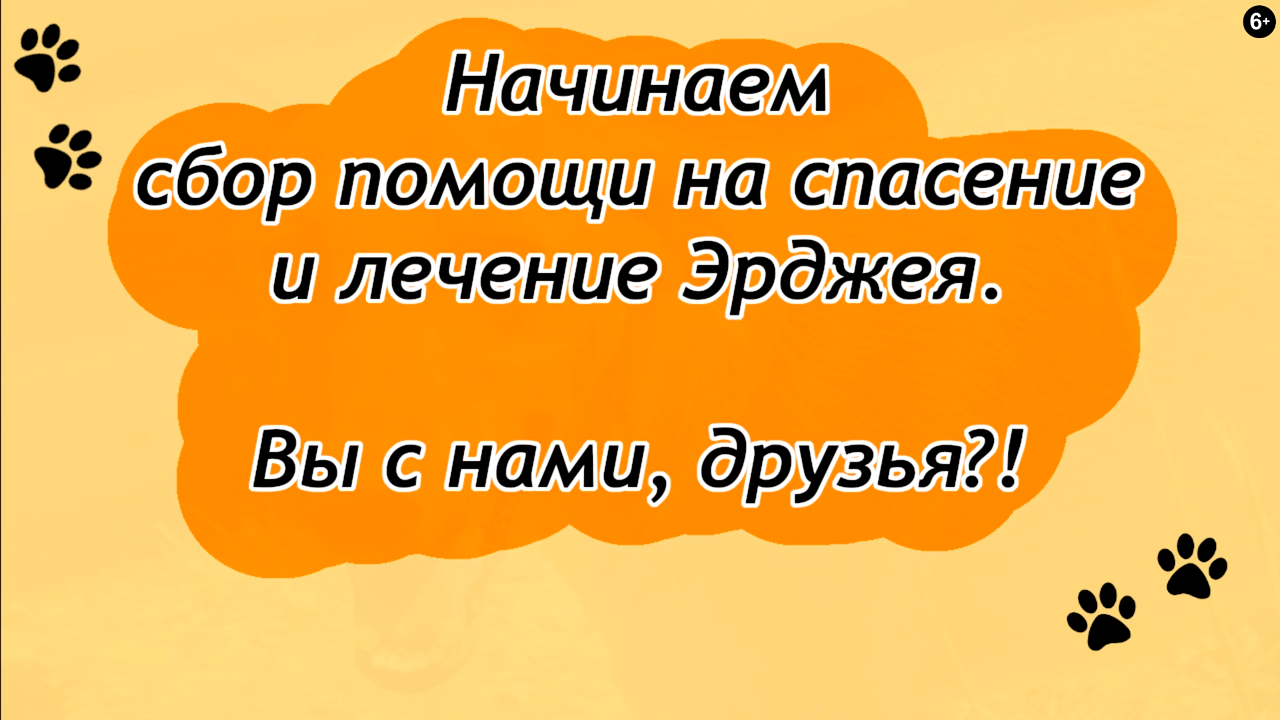 6+
Начинаем
сбор помощи на спасение
и лечение Эрджея.
Вы с нами, друзья?!